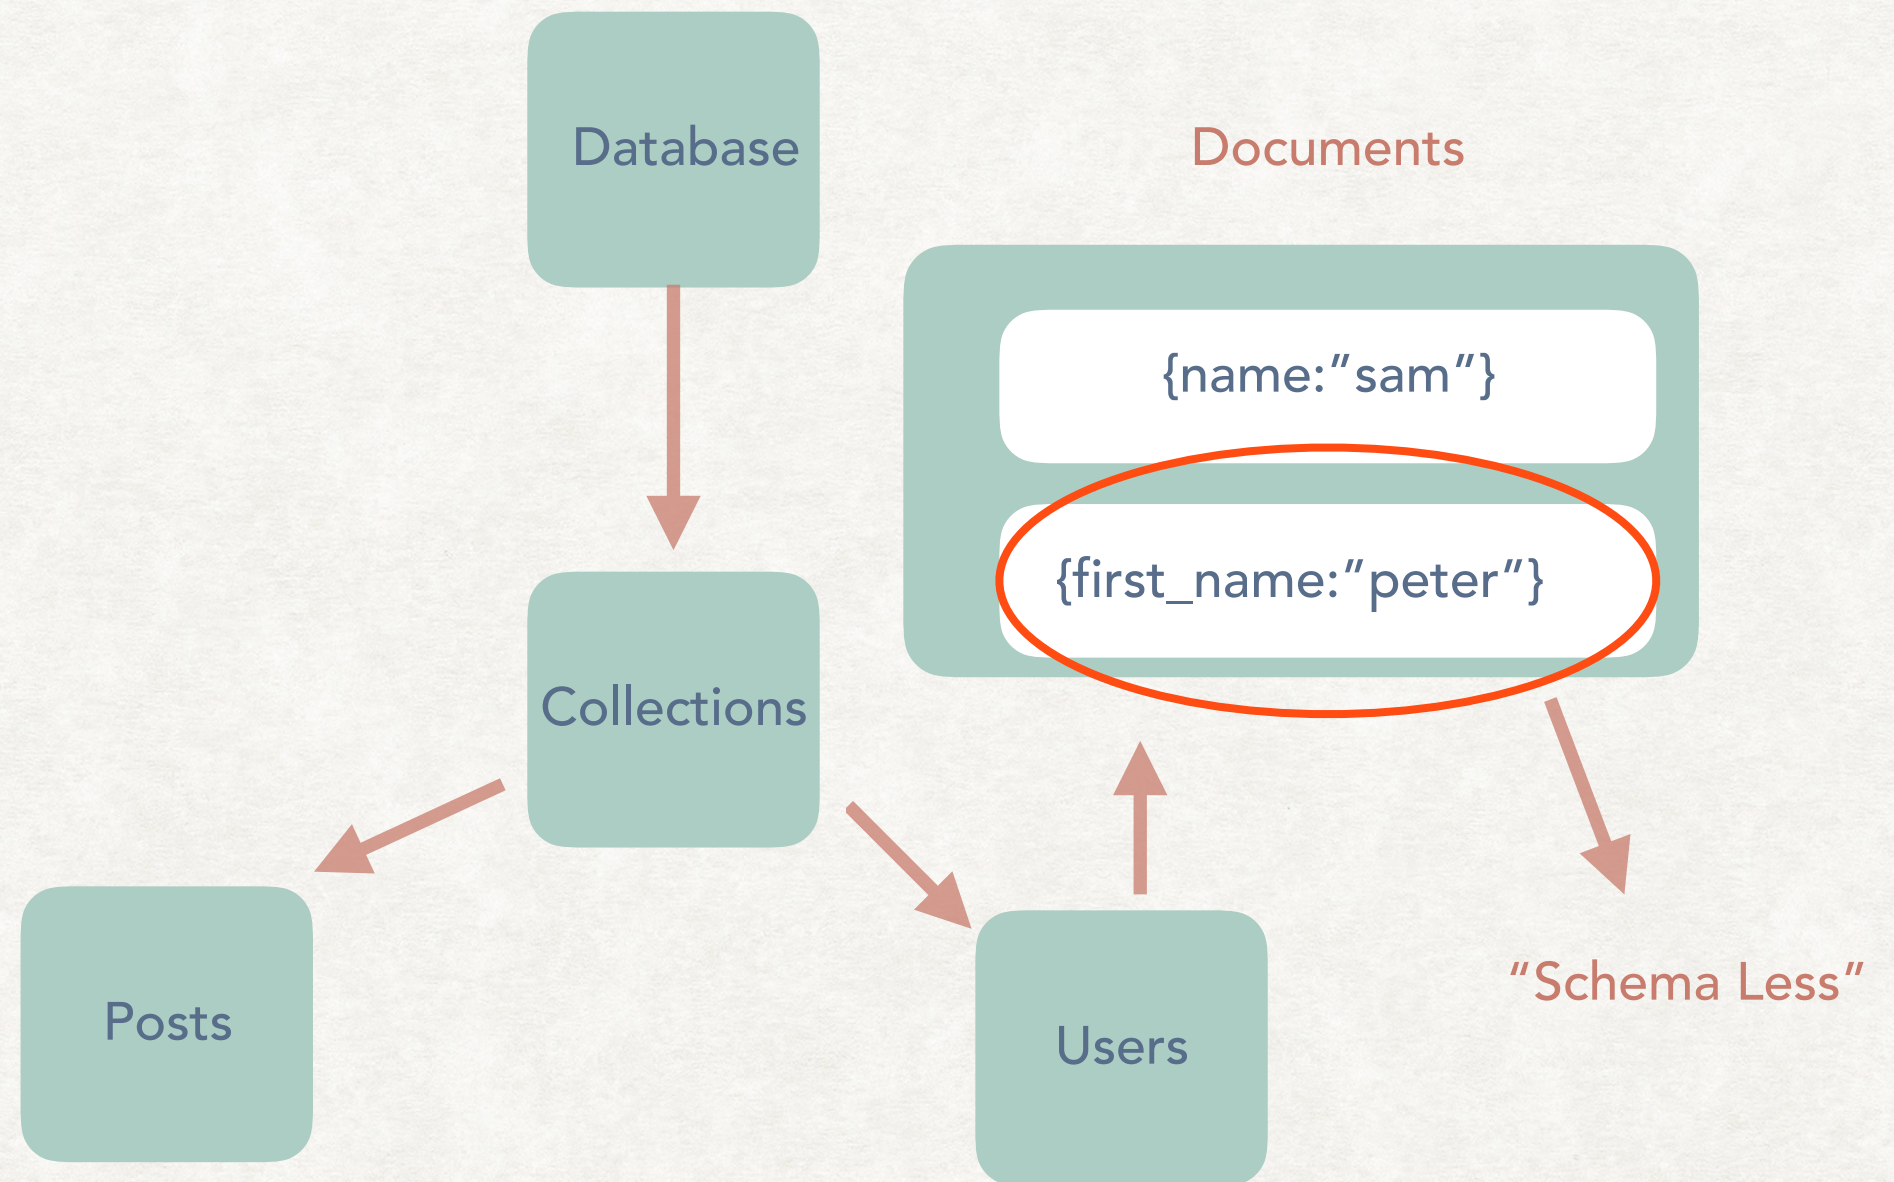 Database
Documents
{name:”sam”}
{first_name:”peter”}
Collections
Posts
Users
“Schema Less”